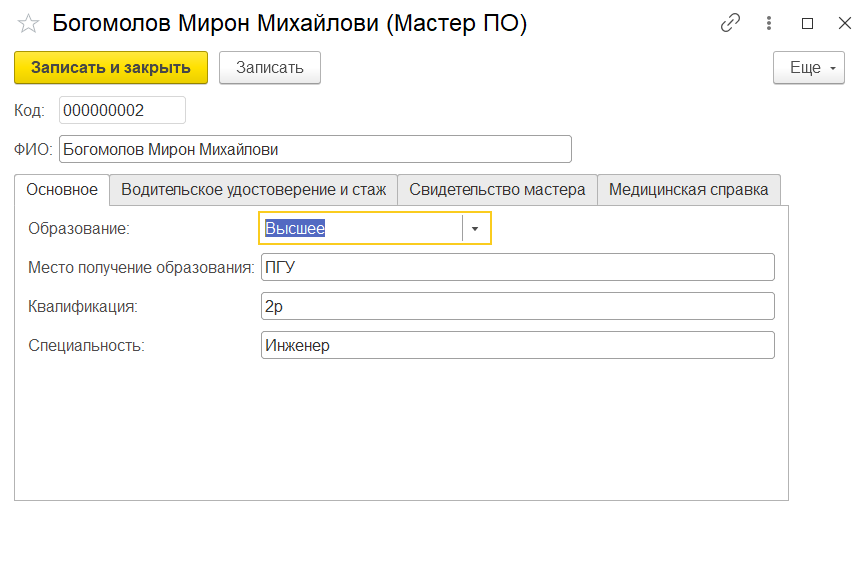 Богомолов Мирон Михайлови (Мастер ПО)
Записать и закрыть Записать Еще
Код: 000000002
ФИО: Богомолов Мирон Михайлови
Основное Водительское удостоверение и стаж Свидетельство мастера Медицинская справка
Образование: Высшее
Место получение образования: ПГУ
Квалификация: 2р
Специальность: Инженер